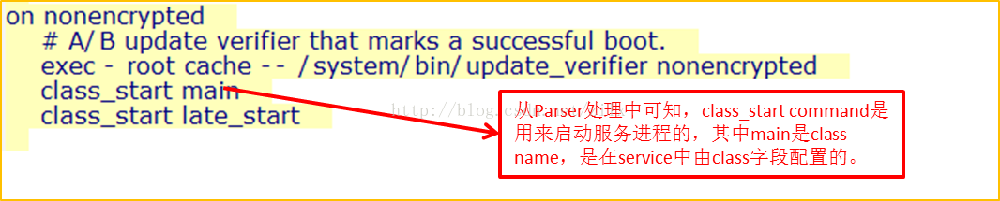 on nonencrypted
# A/B update verifier that marks a successful boot.
exec - root cache -- /system/bin/update_verifier nonencrypted
class_start main
class_start late_start
从Parser处理中可知，class_start command是
用来启动服务进程的，其中main是class
name，是在service中由class字段配置的。